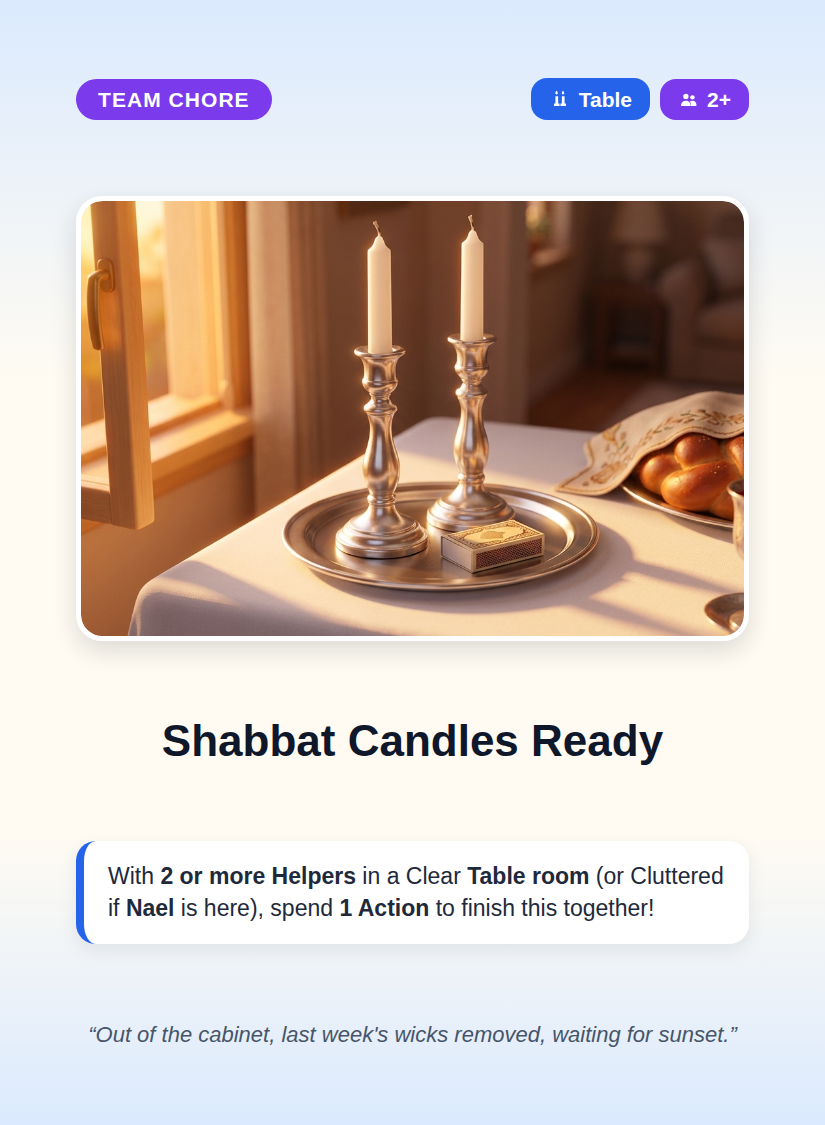 TEAM CHORE
Table
2+
Shabbat Candles Ready
With 2 or more Helpers in a Clear Table room (or Cluttered
if Nael is here), spend 1 Action to finish this together!
“Out of the cabinet, last week's wicks removed, waiting for sunset.”